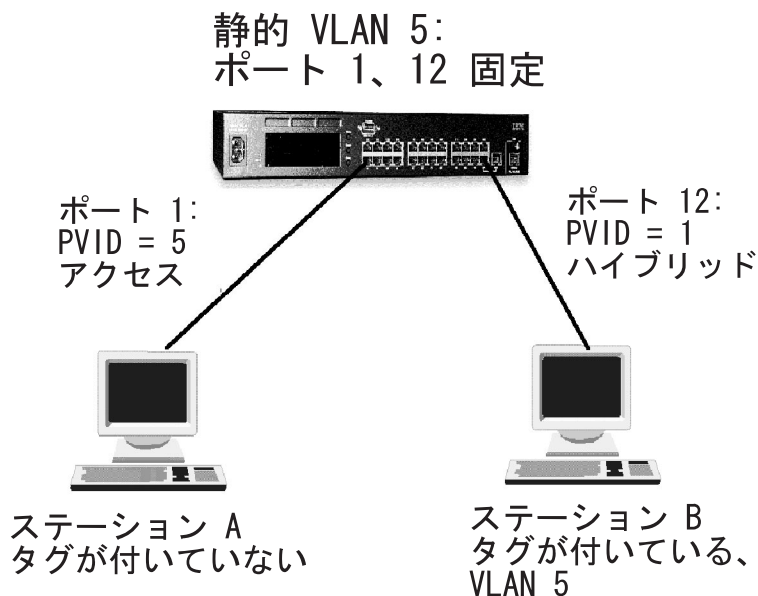 静的 VLAN 5:
ポート 1、12 固定
IBM
ポート 1:
PVID = 5
アクセス
ポート 12:
PVID = 1
ハイブリッド
ステーション A
タグが付いていない
ステーション B
タグが付いている、
VLAN 5